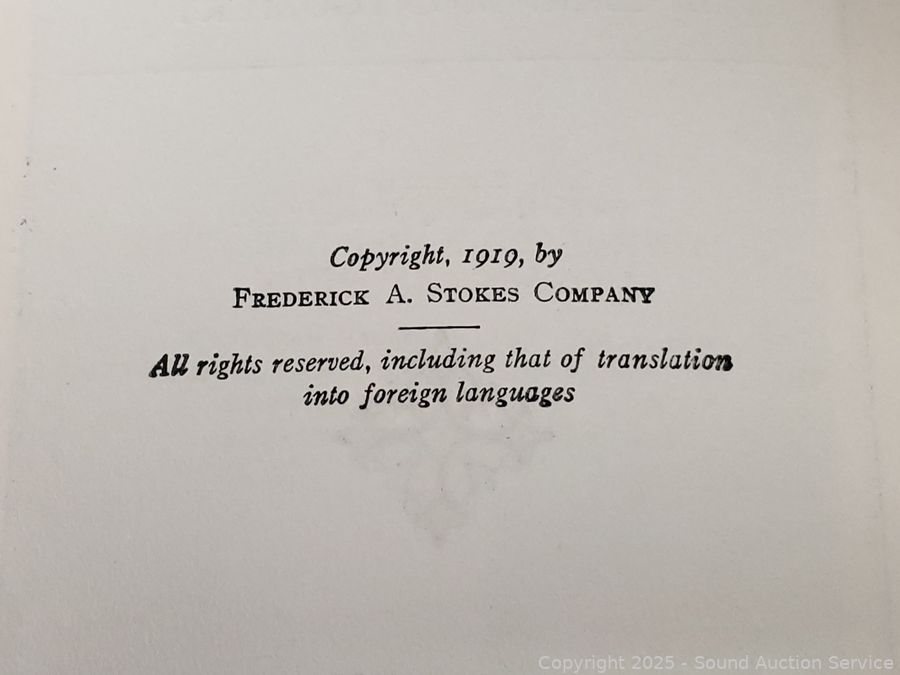 Copyright, 1919, by
FREDERICK A. STOKES COMPANY
All rights reserved, including that of translation
into foreign languages
Copyright 2025 - Sound Auction Service